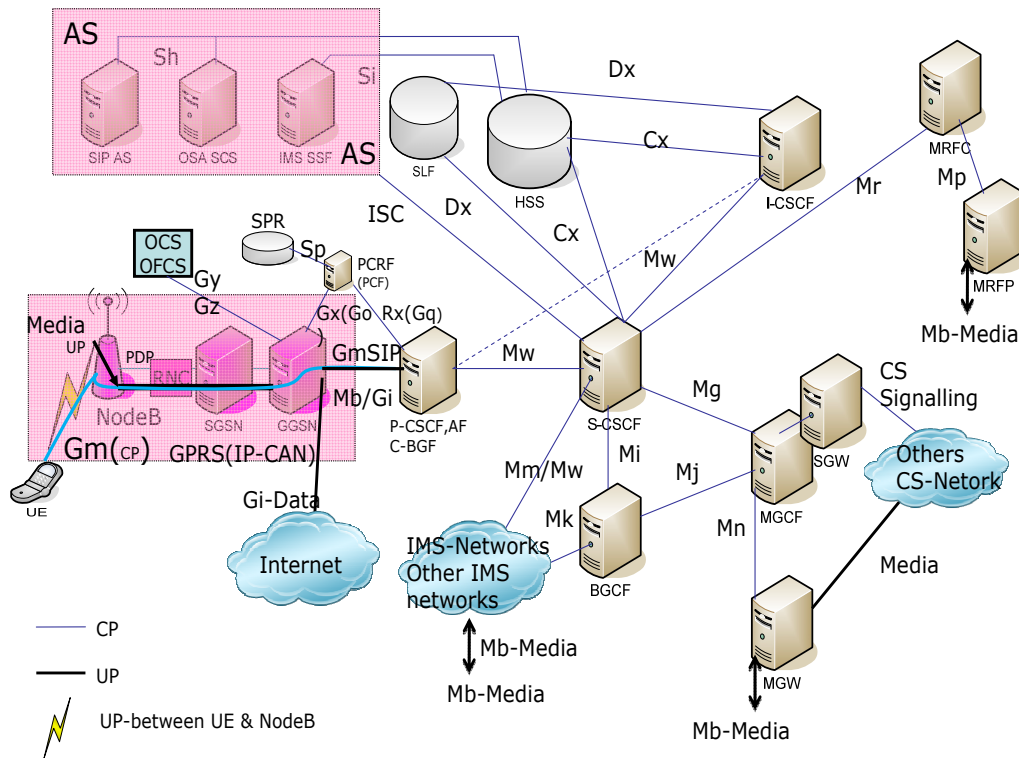 AS
Sh
Si
SIP AS
OSA SCS
IMS SSF
AS
SLF
HSS
Dx
Cx
I-CSCF
MRFC
Mp
MRFP
Mb-Media
Mr
ISC
Dx
Cx
Mw
SPR
Sp
OCS
OFCS
PCRF
(PCF)
Gy
Gz
Gx(Go
)
Rx(Gq)
Media
UP
PDP
RNC
NodeB
SGSN
GGSN
GmSIP
Mb/Gi
Gm(CP)
GPRS(IP-CAN)
UE
P-CSCF,AF
C-BGF
Mw
S-CSCF
Mg
CS
Signalling
SGW
Others
CS-Netork
Mi
Mj
MGCF
Mm/Mw
Mk
BGCF
Mn
Media
MGW
Mb-Media
Gi-Data
Internet
IMS-Networks
Other IMS
networks
Mb-Media
Mb-Media
CP
UP
UP-between UE & NodeB